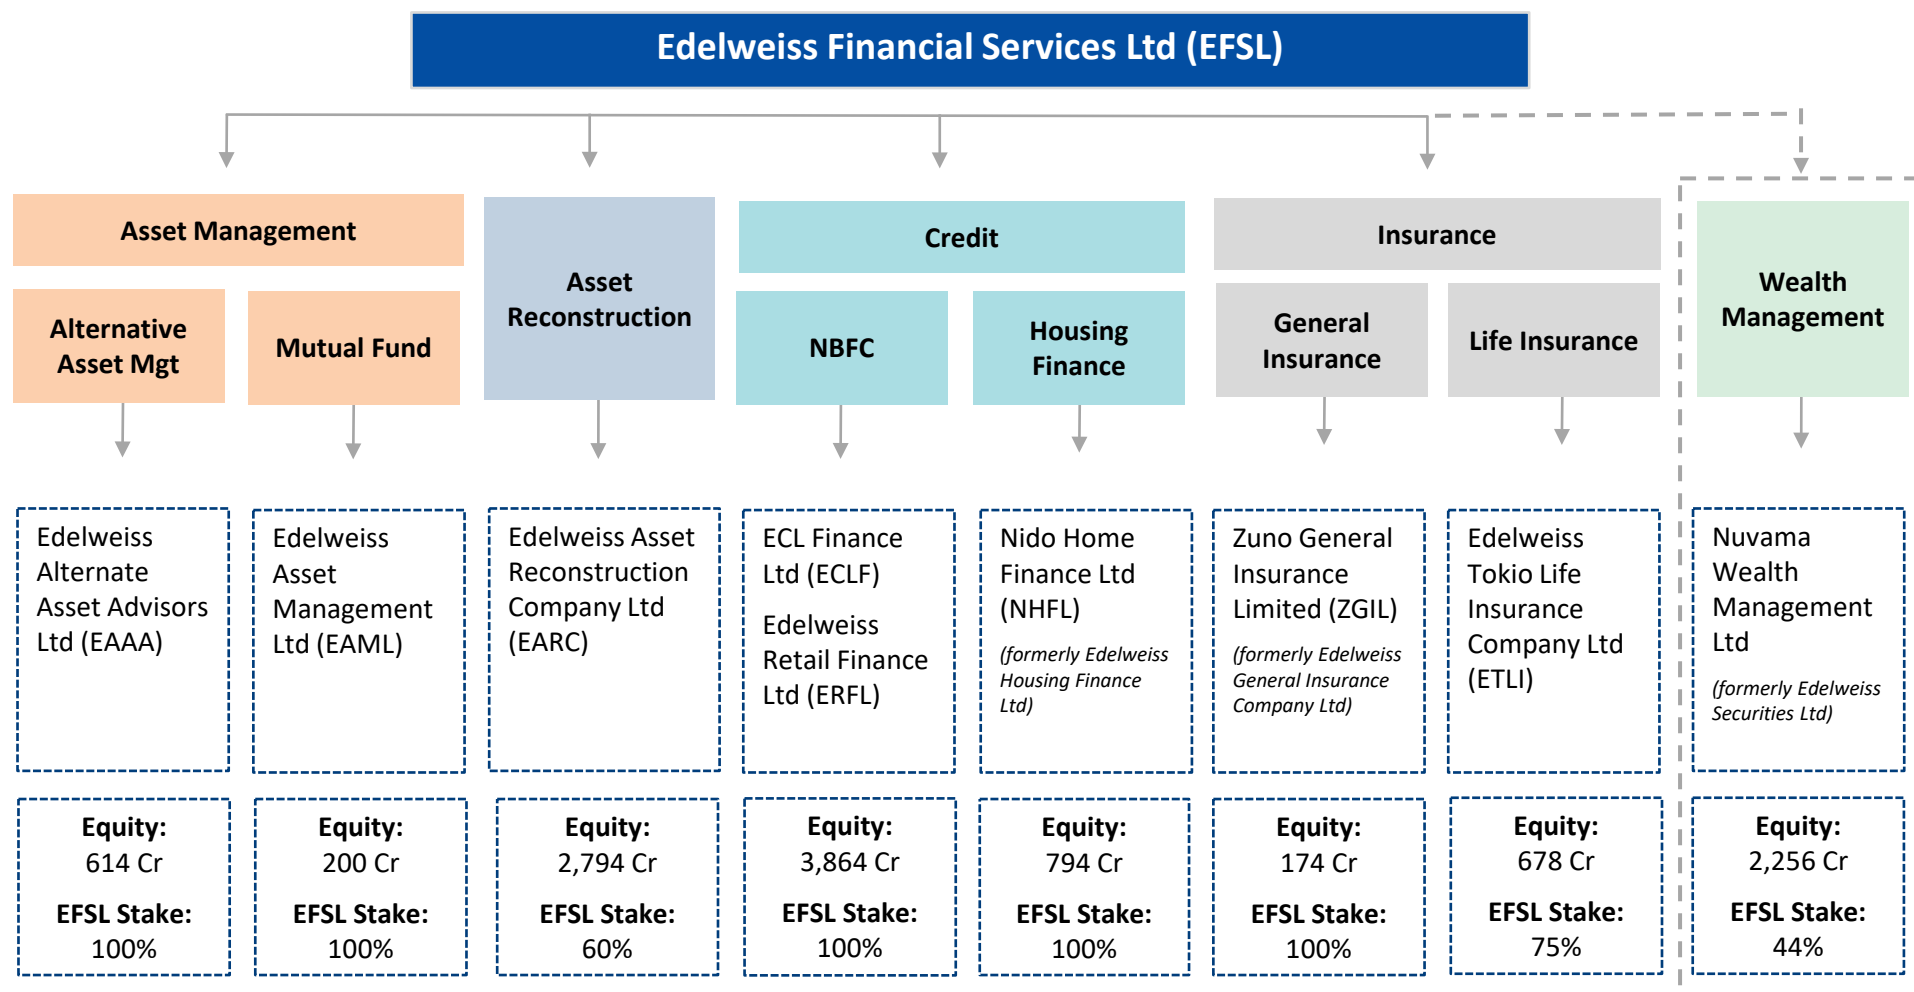 Edelweiss Financial Services Ltd (EFSL)
Asset Management
Alternative
Asset Mgt
Mutual Fund
Asset
Reconstruction
Credit
NBFC
Housing
Finance
Insurance
General
Insurance
Life Insurance
Wealth
Management
Edelweiss
Alternate
Asset Advisors
Ltd (EAAA)
Edelweiss
Asset
Management
Ltd (EAML)
Edelweiss Asset
Reconstruction
Company Ltd
(EARC)
ECL Finance
Ltd (ECLF)
Edelweiss
Retail Finance
Ltd (ERFL)
Nido Home
Finance Ltd
(NHFL)
(formerly Edelweiss
Housing Finance
Ltd)
Zuno General
Insurance
Limited (ZGIL)
(formerly Edelweiss
General Insurance
Company Ltd)
Edelweiss
Tokio Life
Insurance
Company Ltd
(ETLI)
Nuvama
Wealth
Management
Ltd
(formerly Edelweiss
Securities Ltd)
Equity:
614 Cr
EFSL Stake:
100%
Equity:
200 Cr
EFSL Stake:
100%
Equity:
2,794 Cr
EFSL Stake:
60%
Equity:
3,864 Cr
EFSL Stake:
100%
Equity:
794 Cr
EFSL Stake:
100%
Equity:
174 Cr
EFSL Stake:
100%
Equity:
678 Cr
EFSL Stake:
75%
Equity:
2,256 Cr
EFSL Stake:
44%